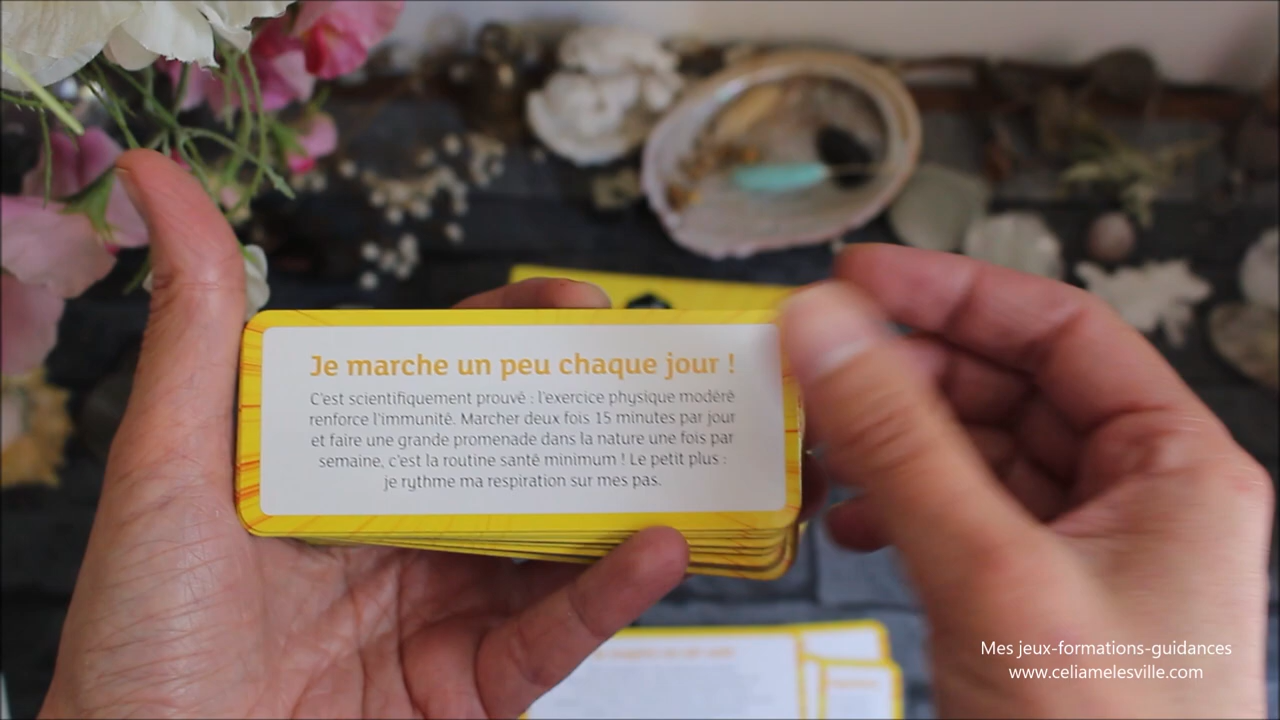 Je marche un peu chaque jour !
C'est scientifiquement prouvé : l'exercice physique modéré
renforce l'immunité. Marcher deux fois 15 minutes par jour
et faire une grande promenade dans la nature une fois par
semaine, c'est la routine santé minimum ! Le petit plus :
je rythme ma respiration sur mes pas.
Mes jeux-formations-guidances
www.celiamelesville.com